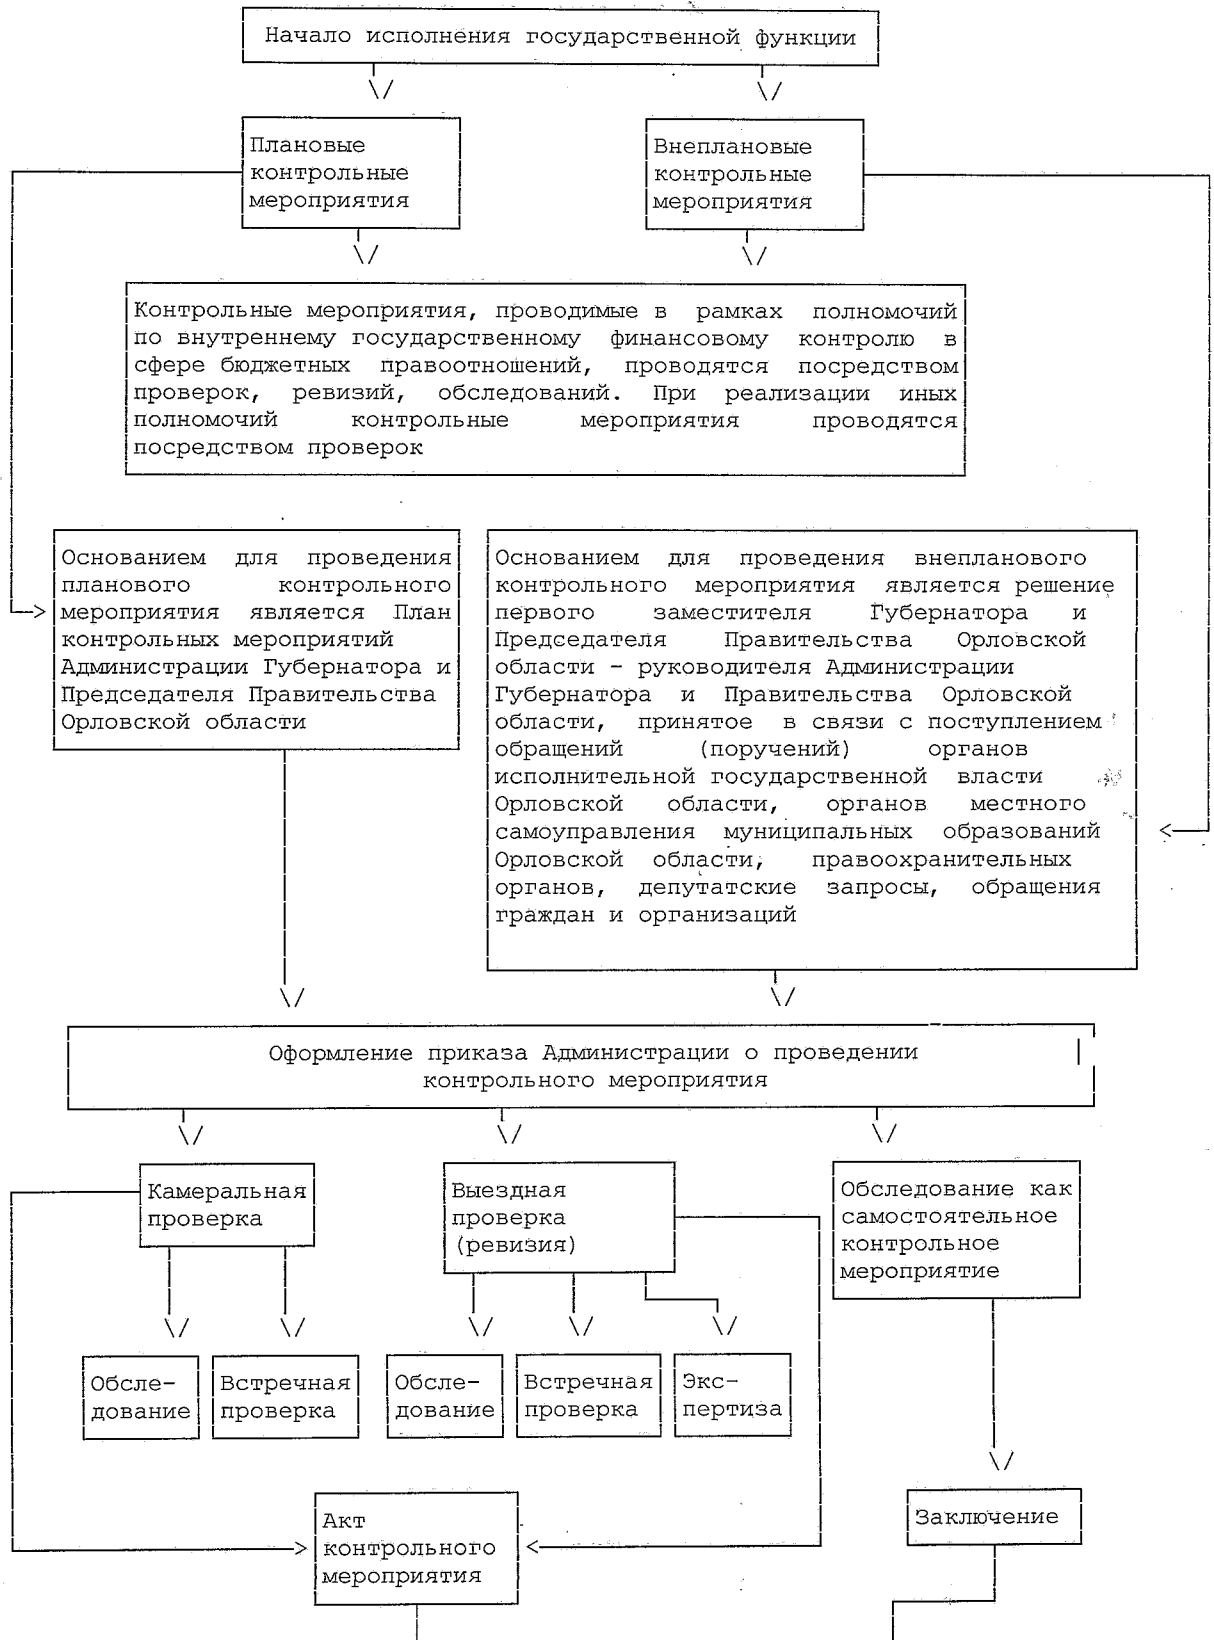 Начало исполнения государственной функции
Плановые
контрольные
мероприятия
Внеплановые
контрольные
мероприятия
Контрольные мероприятия, проводимые в рамках полномочий
по внутреннему государственному финансовому контролю в
сфере бюджетных правоотношений, проводятся посредством
проверок, ревизий, обследований. При реализации иных
полномочий контрольные мероприятия проводятся
посредством проверок
Основанием для проведения
планового контрольного
мероприятия является План
контрольных мероприятий
Администрации Губернатора и
Председателя Правительства
Орловской области
Основанием для проведения внепланового
контрольного мероприятия является решение
первого заместителя Губернатора и
Председателя Правительства Орловской
области – руководителя Администрации
Губернатора и Правительства Орловской
области, принятое в связи с поступлением
обращений (поручений) органов
исполнительной государственной власти
Орловской области, органов местного
самоуправления муниципальных образований
Орловской области, правоохранительных
органов, депутатские запросы, обращения
граждан и организаций
Оформление приказа Администрации о проведении
контрольного мероприятия
Камеральная
проверка
Выездная
проверка
(ревизия)
Обследование как
самостоятельное
контрольное
мероприятие
Обсле-
дование
Встречная
проверка
Обсле-
дование
Встречная
проверка
Экс-
пертиза
Акт
контрольного
мероприятия
Заключение